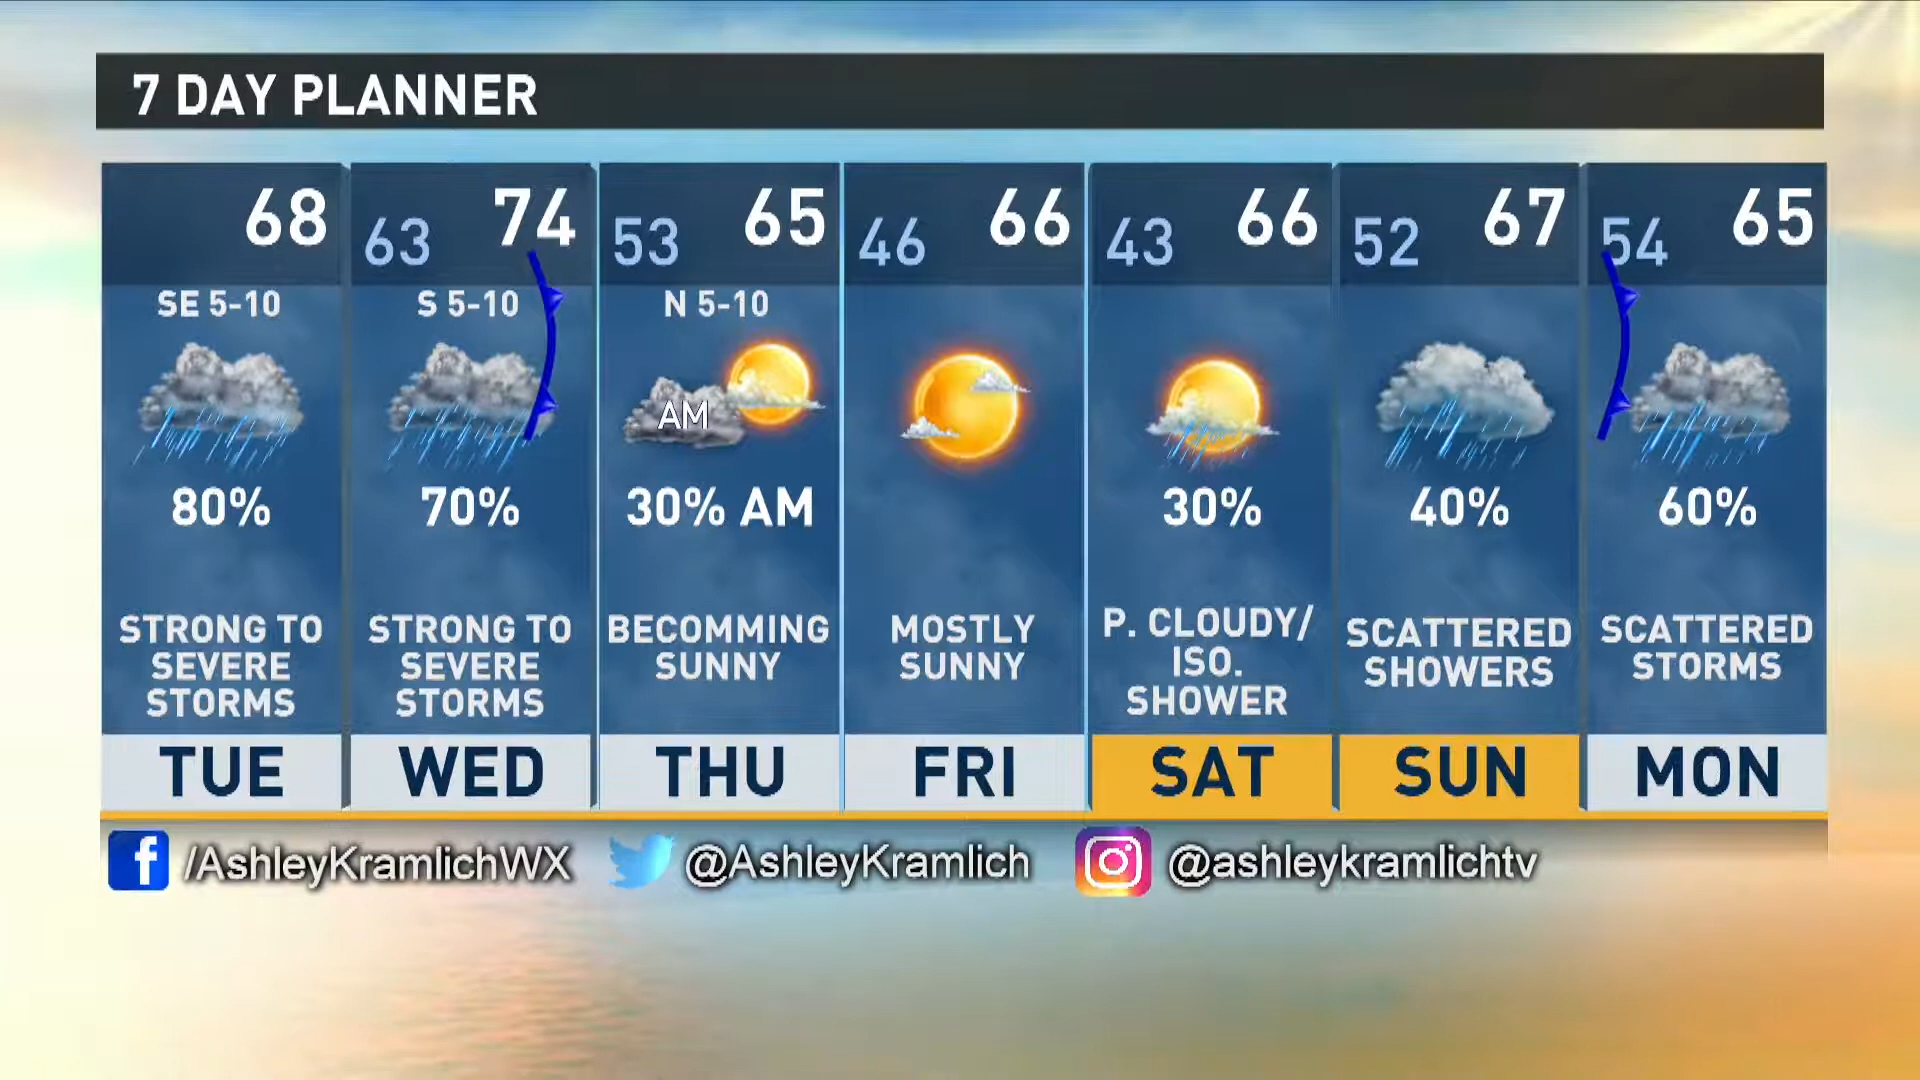 7 DAY PLANNER
68
63 74
53 65
46 66
43 66
52 67
54 65
SE 5-10
S 5-10
N 5-10
AM
80%
70%
30% AM
30%
40%
60%
STRONG TO
SEVERE
STORMS
STRONG TO
SEVERE
STORMS
BECOMMING
SUNNY
MOSTLY
SUNNY
P. CLOUDY/
ISO.
SHOWER
SCATTERED
SHOWERS
SCATTERED
STORMS
TUE
WED
THU
FRI
SAT
SUN
MON
f /AshleyKramlichWX
@AshleyKramlich
@ashleykramlichtv